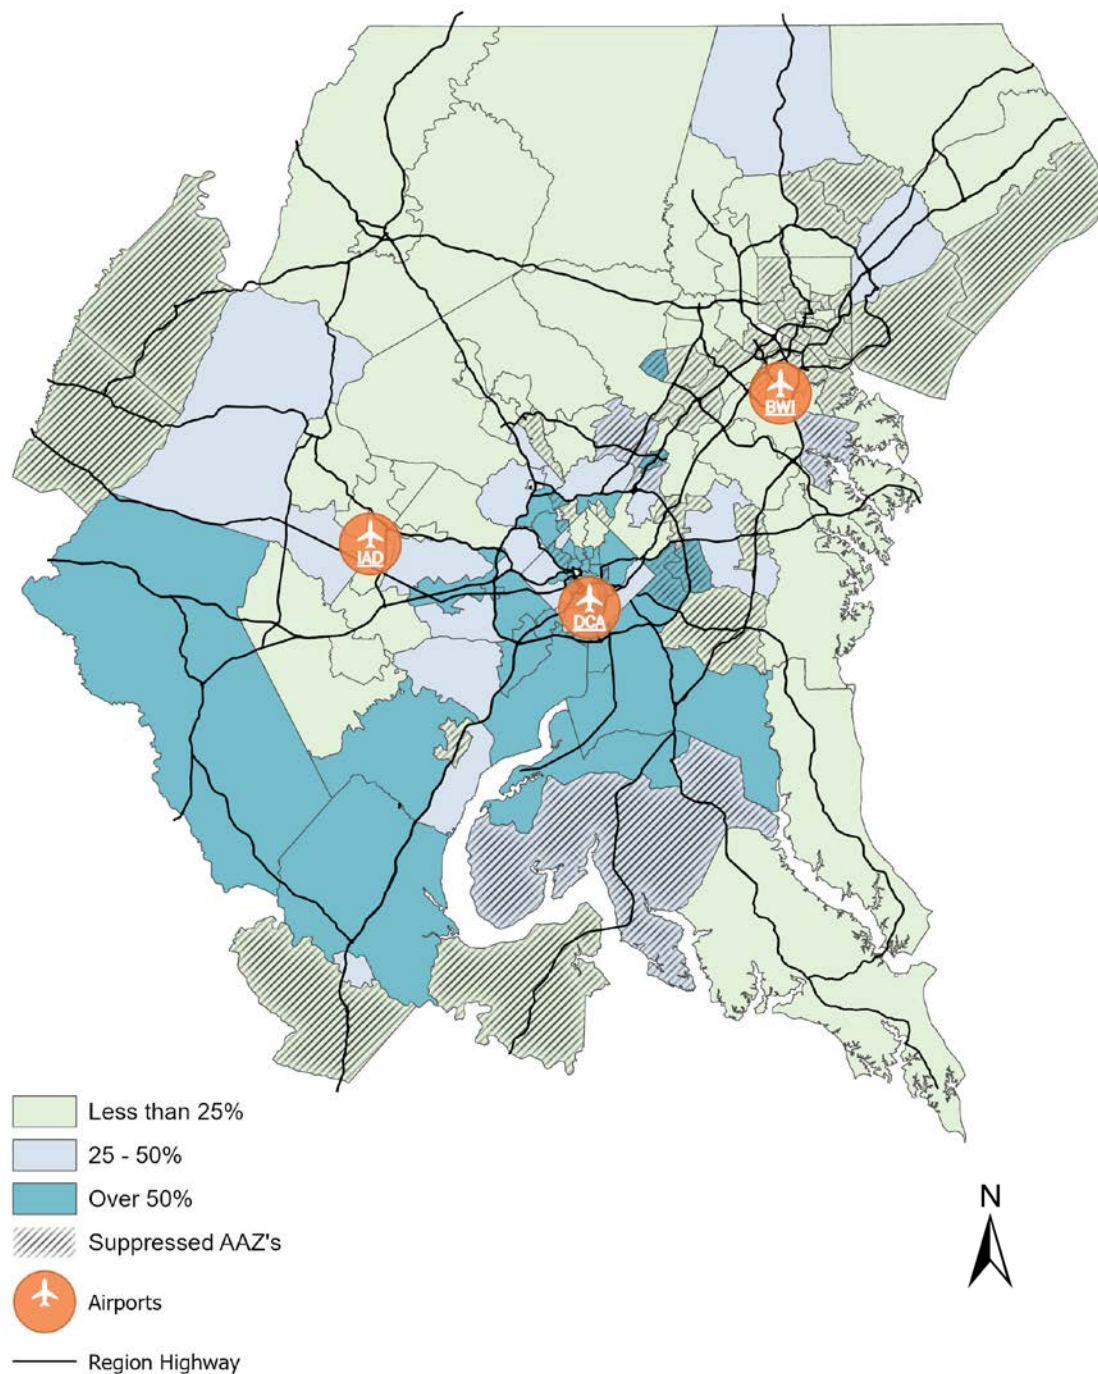 BWI
IAD
DCA
Less than 25%
25 - 50%
Over 50%
Suppressed AAZ's
Airports
Region Highway
N